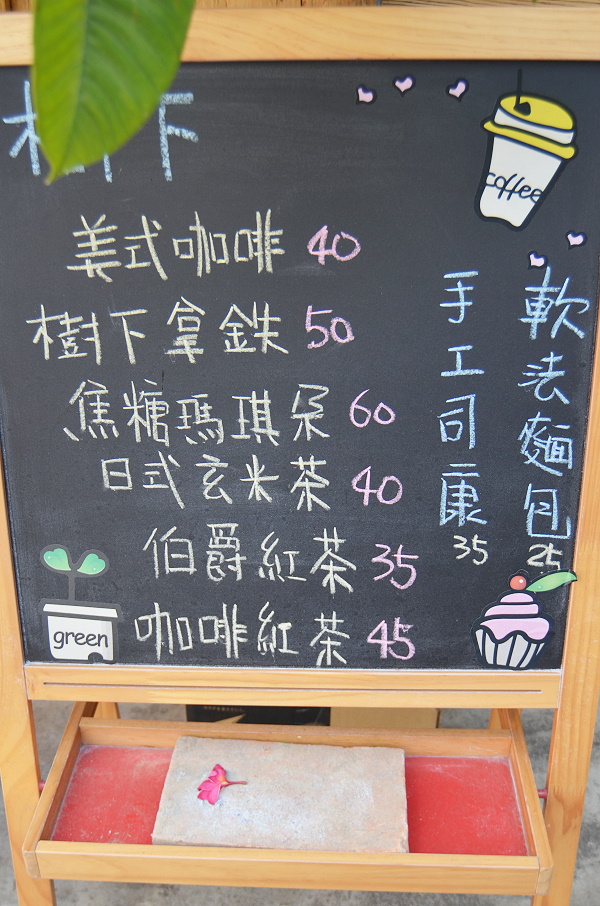 樹下
coffee
美式咖啡 40
樹下拿鉄 50
焦糖瑪琪朵 60
日式玄米茶 40
伯爵紅茶 35
咖啡紅茶 45
軟法麵包 25
手工司康 35
green